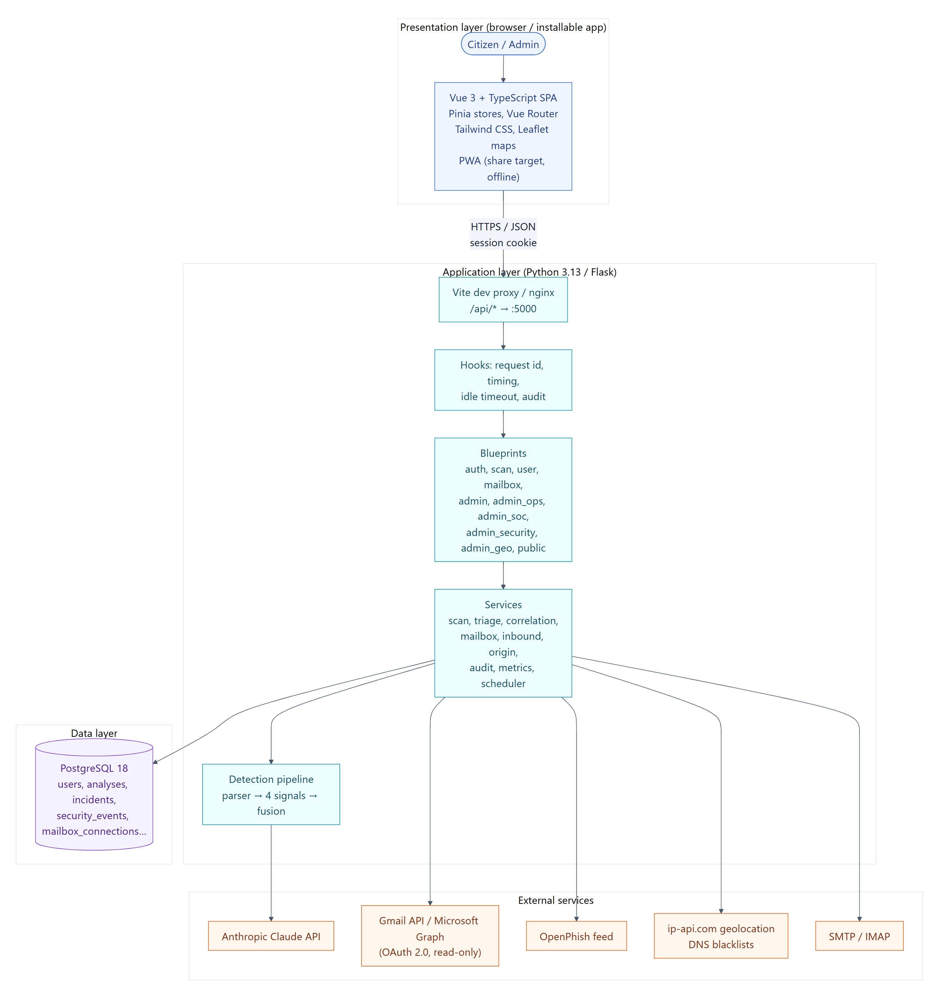 Presentation layer (browser / installable app)
Citizen / Admin
Vue 3 + TypeScript SPA
Pinia stores, Vue Router
Tailwind CSS, Leaflet
maps
PWA (share target,
offline)
HTTPS / JSON
session cookie
Application layer (Python 3.13 / Flask)
Vite dev proxy / nginx
/api/* → :5000
Hooks: request id,
timing,
idle timeout, audit
Blueprints
auth, scan, user,
mailbox,
admin, admin_ops,
admin_soc,
admin_security,
admin_geo, public
Services
scan, triage, correlation,
mailbox, inbound,
origin,
audit, metrics,
scheduler
Data layer
PostgreSQL 18
users, analyses,
incidents,
security_events,
mailbox_connections...
Detection pipeline
parser → 4 signals →
fusion
External services
Anthropic Claude API
Gmail API / Microsoft
Graph
(OAuth 2.0, read-only)
OpenPhish feed
ip-api.com geolocation
DNS blacklists
SMTP / IMAP